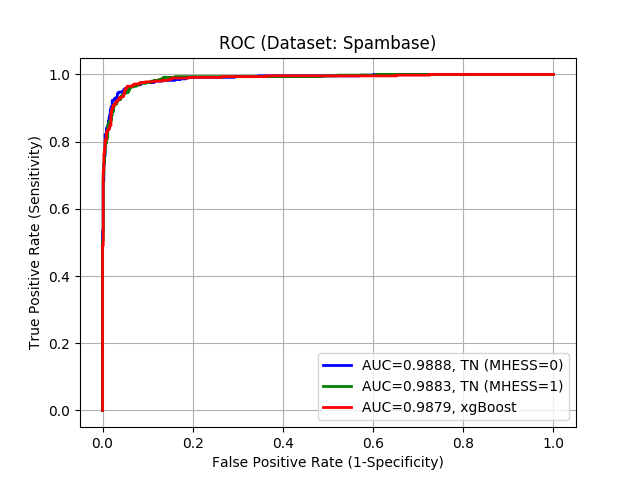 ROC (Dataset: Spambase)
True Positive Rate (Sensitivity)
1.0
0.8
0.6
0.4
0.2
0.0
AUC=0.9888, TN (MHESS=0)
AUC=0.9883, TN (MHESS=1)
AUC=0.9879, xgBoost
0.0 0.2 0.4 0.6 0.8 1.0
False Positive Rate (1-Specificity)